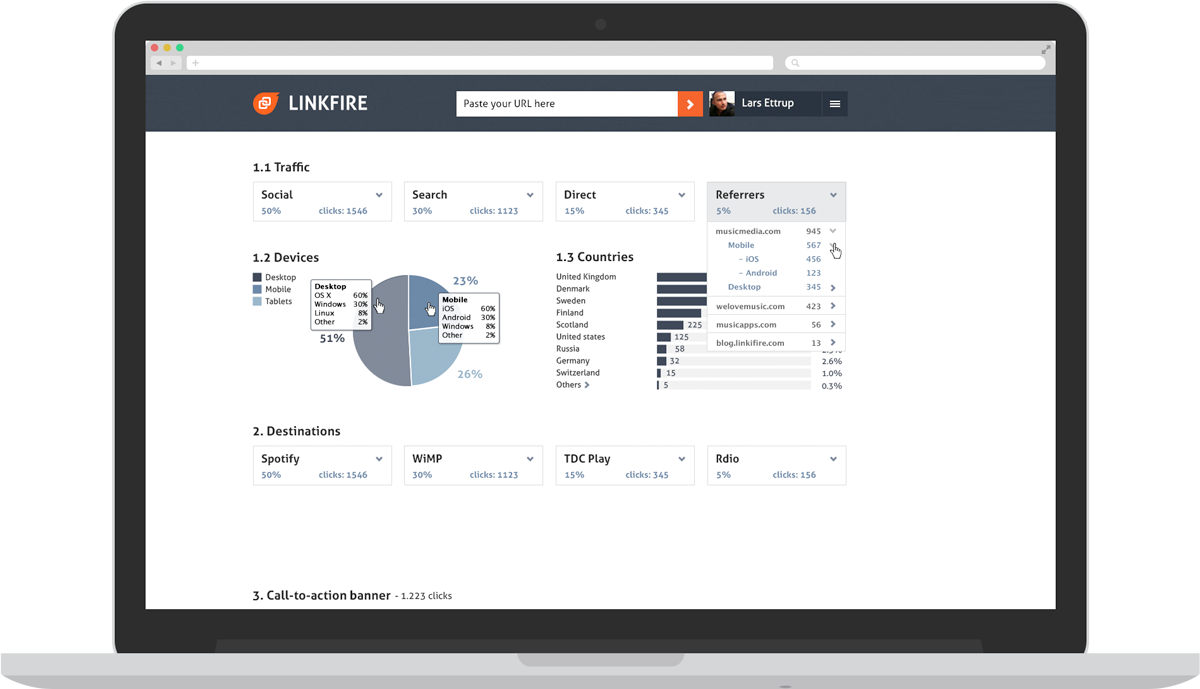 LINKFIRE
Paste your URL here
Lars Ettrup
1.1 Traffic
Social
50% clicks: 1546
Search
30% clicks: 1123
Direct
15% clicks: 345
Referrers
5% clicks: 156
musicmedia.com 945
Mobile 567
- iOS 456
- Android 123
Desktop 345
welovemusic.com 423
musicapps.com 56
blog.linkifire.com 13
1.2 Devices
Desktop
Mobile
Tablets
Desktop
OS X 60%
Windows 30%
Linux 8%
Other 2%
51%
23%
Mobile
iOS 60%
Android 30%
Windows 8%
Other 2%
26%
1.3 Countries
United Kingdom
Denmark
Sweden
Finland
Scotland 225
United states 125
Russia 58
Germany 32 2.6%
Switzerland 15 1.0%
Others 5 0.3%
2. Destinations
Spotify
50% clicks: 1546
WiMP
30% clicks: 1123
TDC Play
15% clicks: 345
Rdio
5% clicks: 156
3. Call-to-action banner - 1.223 clicks